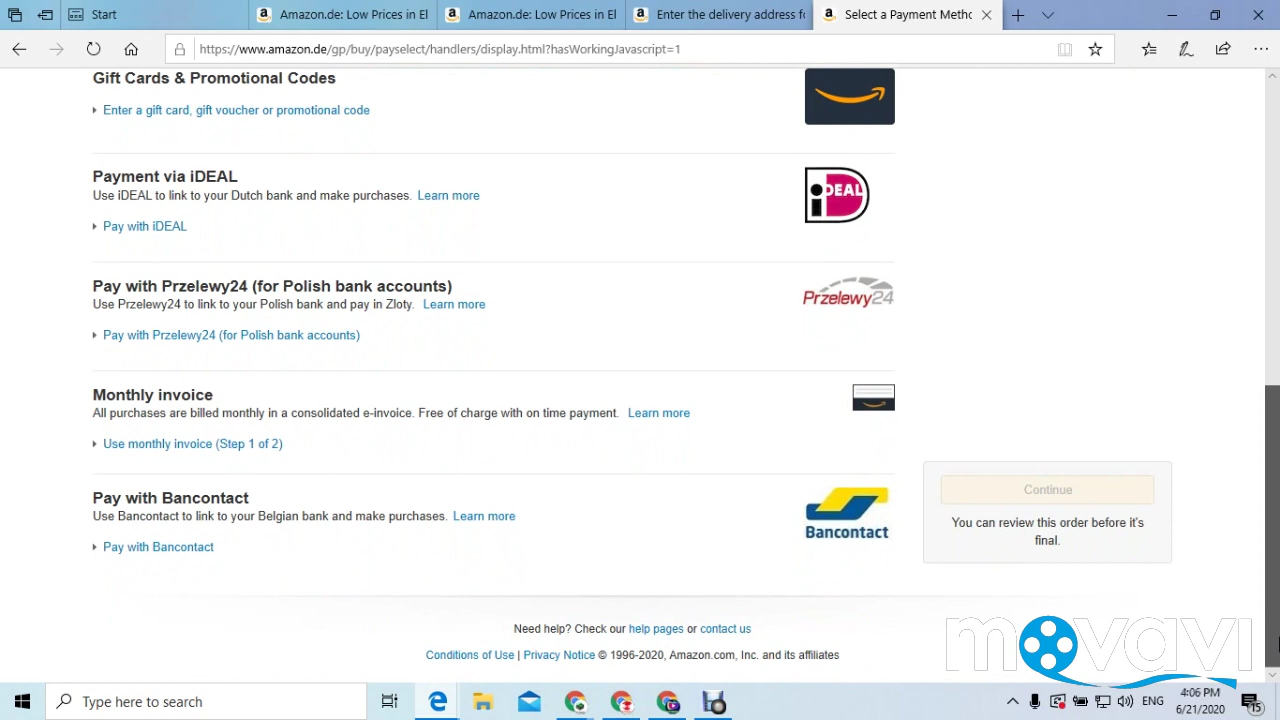 Start
Amazon.de: Low Prices in El
Amazon.de: Low Prices in El
Enter the delivery address fo
Select a Payment Metho
https://www.amazon.de/gp/buy/payselect/handlers/display.html?hasWorkingJavascript=1
Gift Cards & Promotional Codes
Enter a gift card, gift voucher or promotional code
Payment via iDEAL
Use iDEAL to link to your Dutch bank and make purchases. Learn more
iDEAL
Pay with iDEAL
Pay with Przelewy24 (for Polish bank accounts)
Use Przelewy24 to link to your Polish bank and pay in Zloty. Learn more
Przelewy24
Pay with Przelewy24 (for Polish bank accounts)
Monthly invoice
All purchases are billed monthly in a consolidated e-invoice. Free of charge with on time payment. Learn more
Use monthly invoice (Step 1 of 2)
Continue
You can review this order before it's
final.
Pay with Bancontact
Use Bancontact to link to your Belgian bank and make purchases. Learn more
Bancontact
Pay with Bancontact
Need help? Check our help pages or contact us
Conditions of Use | Privacy Notice © 1996-2020, Amazon.com, Inc. and its affiliates
movavi
Type here to search
ENG
4:06 PM
6/21/2020
15